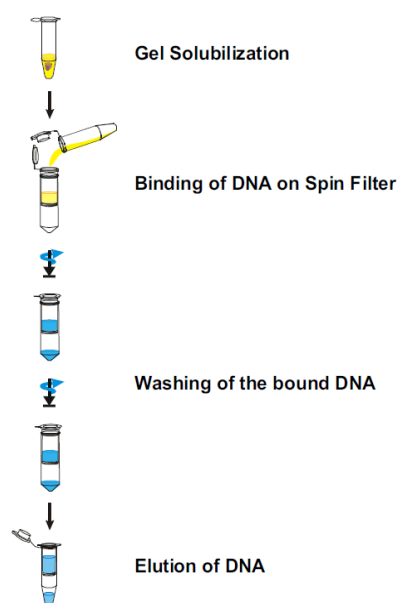 Gel Solubilization
Binding of DNA on Spin Filter
Washing of the bound DNA
Elution of DNA